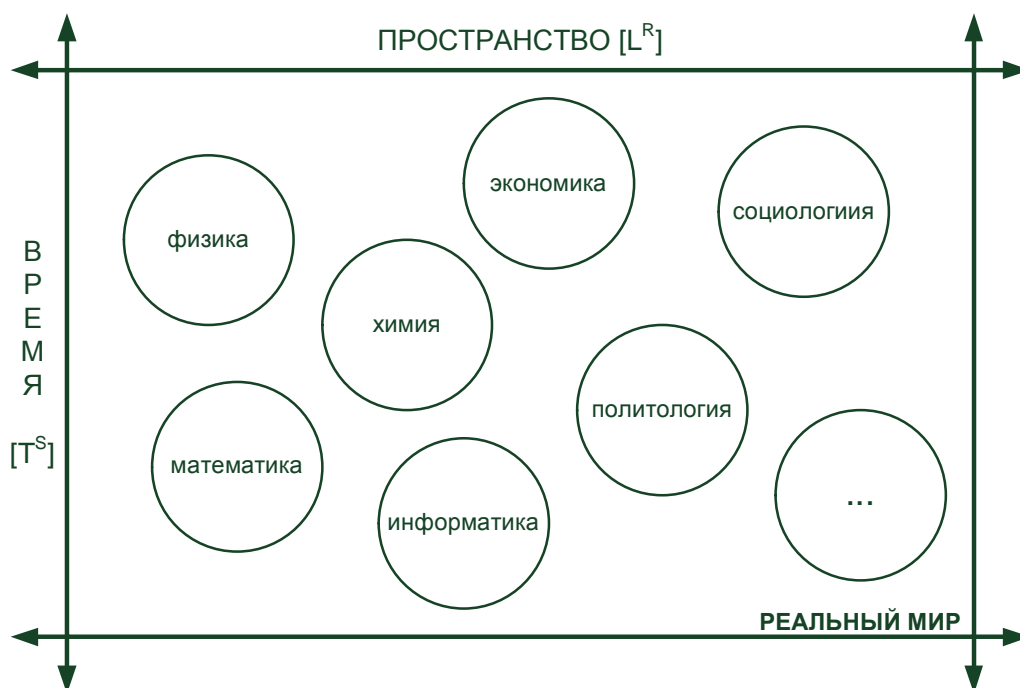 ПРОСТРАНСТВО [L^R]
экономика
социологиия
физика
В
Р
Е
М
Я
[T^S]
химия
политология
математика
информатика
...
РЕАЛЬНЫЙ МИР